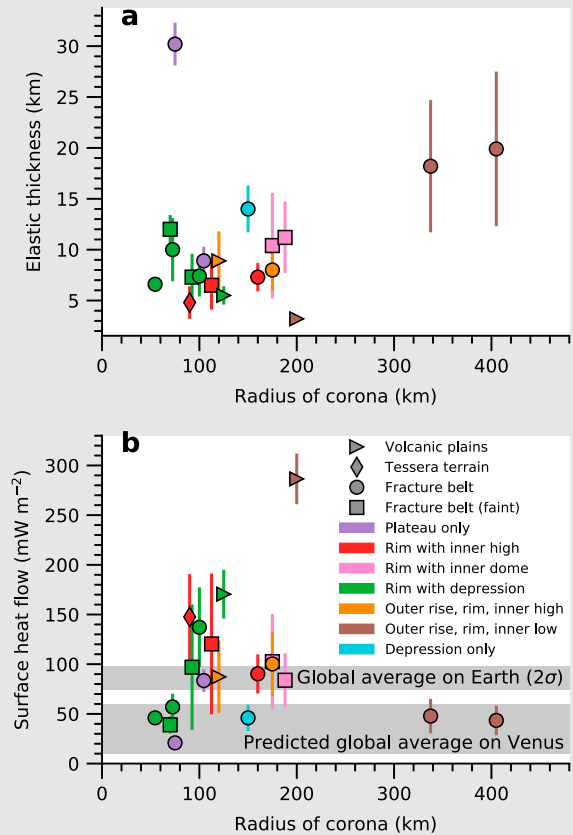 a
Elastic thickness (km)
30
25
20
15
10
5
0
100
200
300
400
Radius of corona (km)
b
Surface heat flow (mW m⁻²)
300
250
200
150
100
50
0
Volcanic plains
Tessera terrain
Fracture belt
Fracture belt (faint)
Plateau only
Rim with inner high
Rim with inner dome
Rim with depression
Outer rise, rim, inner high
Outer rise, rim, inner low
Depression only
Global average on Earth (2σ)
Predicted global average on Venus
0
100
200
300
400
Radius of corona (km)